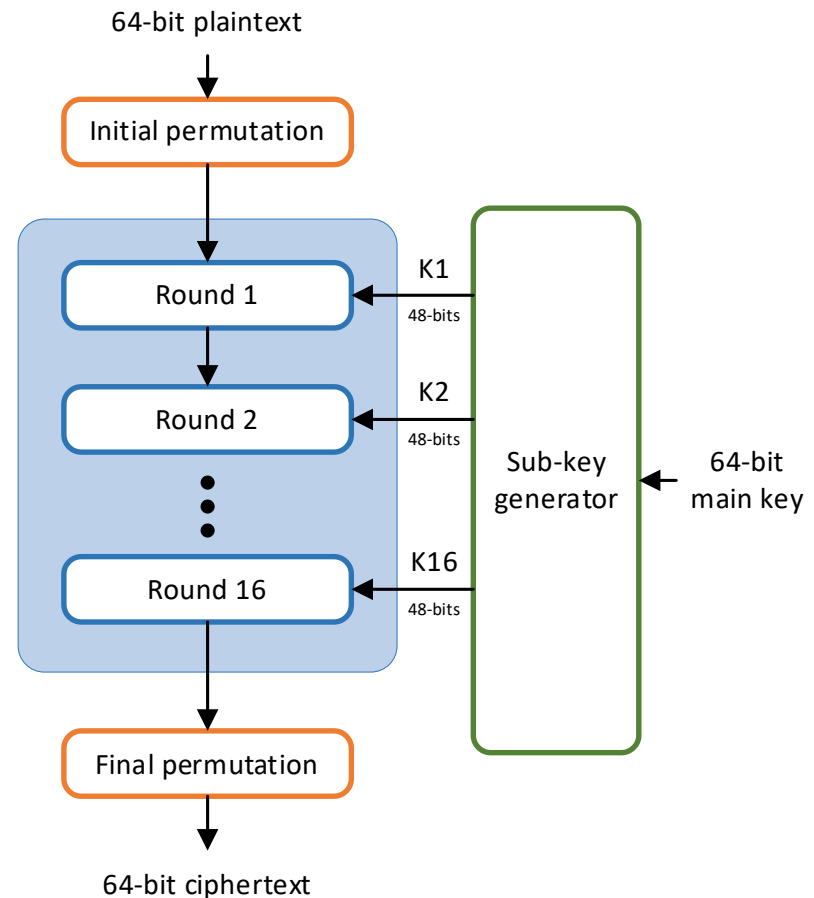 64-bit plaintext
Initial permutation
K1
Round 1
48-bits
K2
Round 2
48-bits
Sub-key
generator
64-bit
main key
K16
Round 16
48-bits
Final permutation
64-bit ciphertext